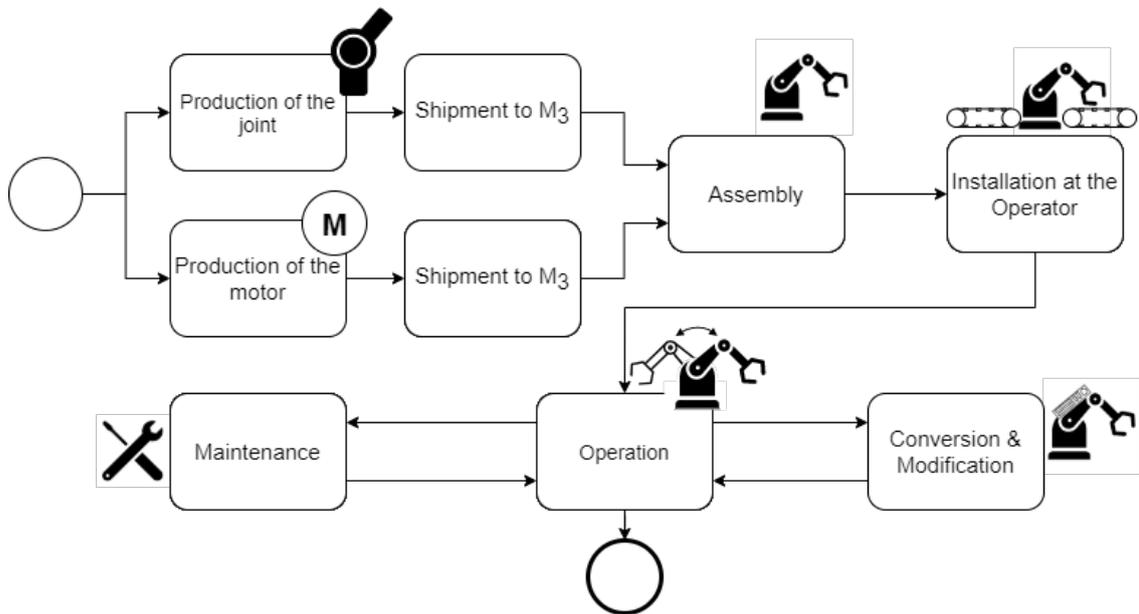 Production of the
joint
Shipment to M₃
M
Production of the
motor
Shipment to M₃
Assembly
Installation at the
Operator
Maintenance
Operation
Conversion &
Modification